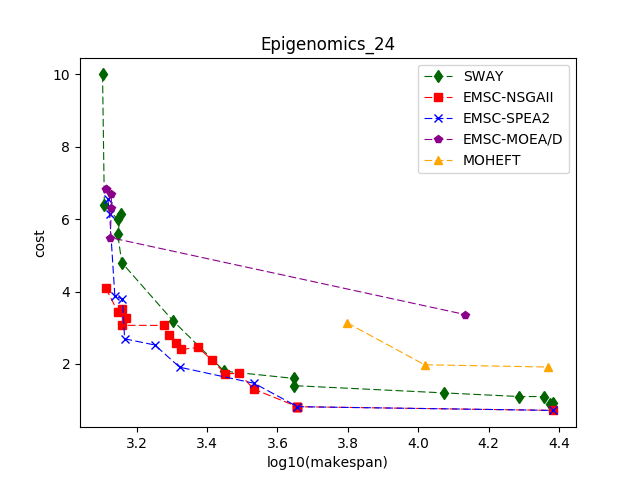 Epigenomics_24
SWAY
EMSC-NSGAII
EMSC-SPEA2
EMSC-MOEA/D
MOHEFT
cost
10
8
6
4
2
3.2 3.4 3.6 3.8 4.0 4.2 4.4
log10(makespan)